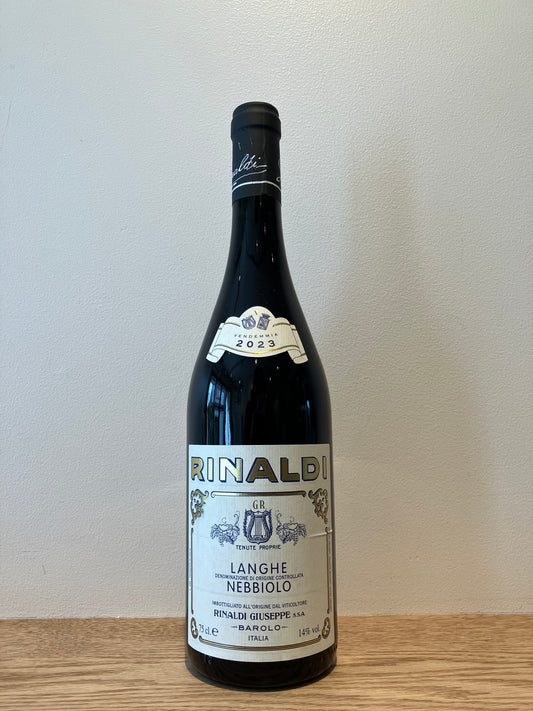 VENDEMMIA
2023
RINALDI
G R
TENUTE PROPRIE
LANGHE
DENOMINAZIONE DI ORIGINE CONTROLLATA
NEBBIOLO
IMBOTTIGLIATO ALL'ORIGINE DAL VITICOLTORE
RINALDI GIUSEPPE S.S.A
-BAROLO-
75 cl.e ITALIA 14% vol.